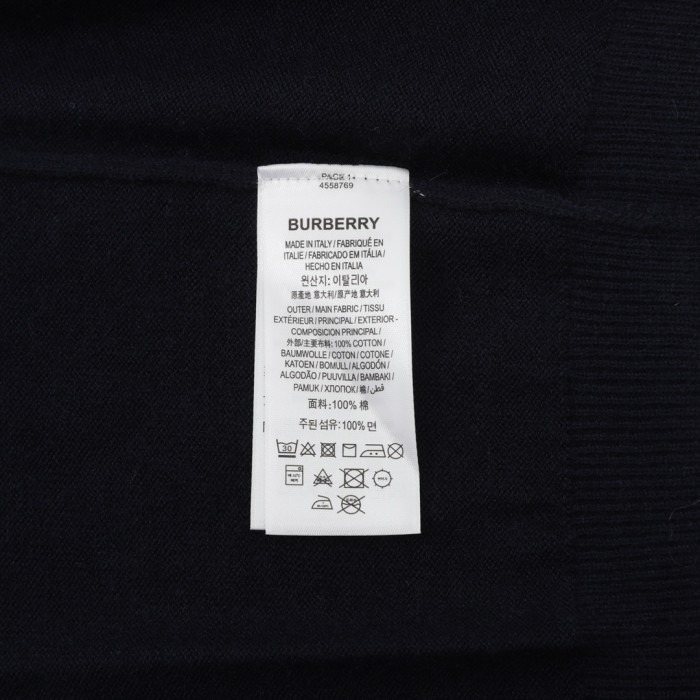 PAGE 1
4558769
BURBERRY
MADE IN ITALY / FABRIQUÉ EN
ITALIE / FABRICADO EM ITÁLIA /
HECHO EN ITALIA
원산지: 이탈리아
原產地 意大利/原产地 意大利
OUTER / MAIN FABRIC / TISSU
EXTÉRIEUR / PRINCIPAL / EXTERIOR -
COMPOSICION PRINCIPAL /
外部/主要布料: 100% COTTON /
BAUMWOLLE / COTON / COTONE /
KATOEN / BOMULL / ALGODÓN /
ALGODÃO / PUUVILLA / BAMBAKI /
PAMUK / ХЛОПОК / 棉 / قطن
面料: 100% 棉
주된 섬유: 100% 면
30